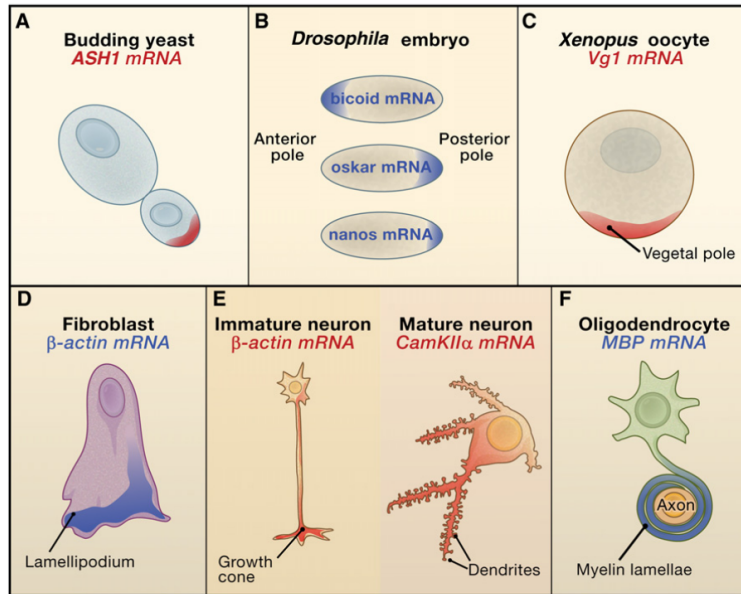 A
Budding yeast
ASH1 mRNA
B
Drosophila embryo
bicoid mRNA
Anterior
pole
Posterior
pole
oskar mRNA
nanos mRNA
C
Xenopus oocyte
Vg1 mRNA
Vegetal pole
D
Fibroblast
β-actin mRNA
Lamellipodium
E
Immature neuron
β-actin mRNA
Growth
cone
Mature neuron
CamKIIα mRNA
Dendrites
F
Oligodendrocyte
MBP mRNA
Axon
Myelin lamellae